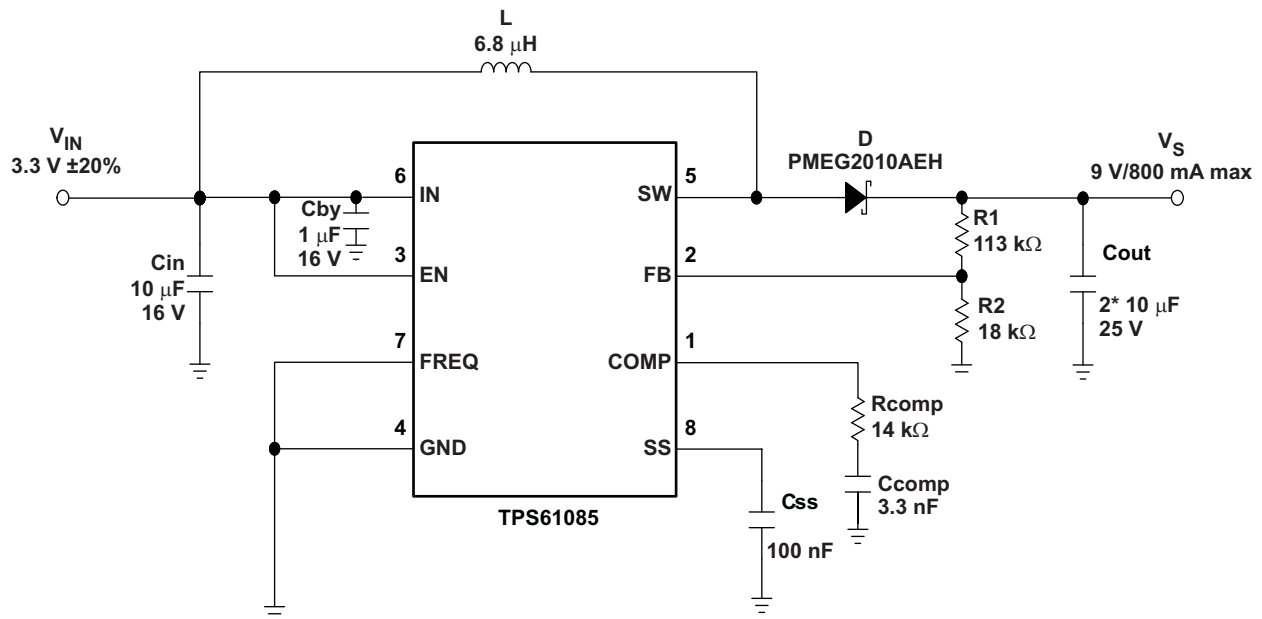 L
6.8 μH
VIN
3.3 V ±20%
D
PMEG2010AEH
VS
9 V/800 mA max
6
IN
SW
5
Cby
1 μF
16 V
R1
113 kΩ
Cin
10 μF
16 V
3
EN
FB
2
Cout
2* 10 μF
25 V
R2
18 kΩ
7
FREQ
COMP
1
Rcomp
14 kΩ
4
GND
SS
8
Ccomp
3.3 nF
Css
100 nF
TPS61085